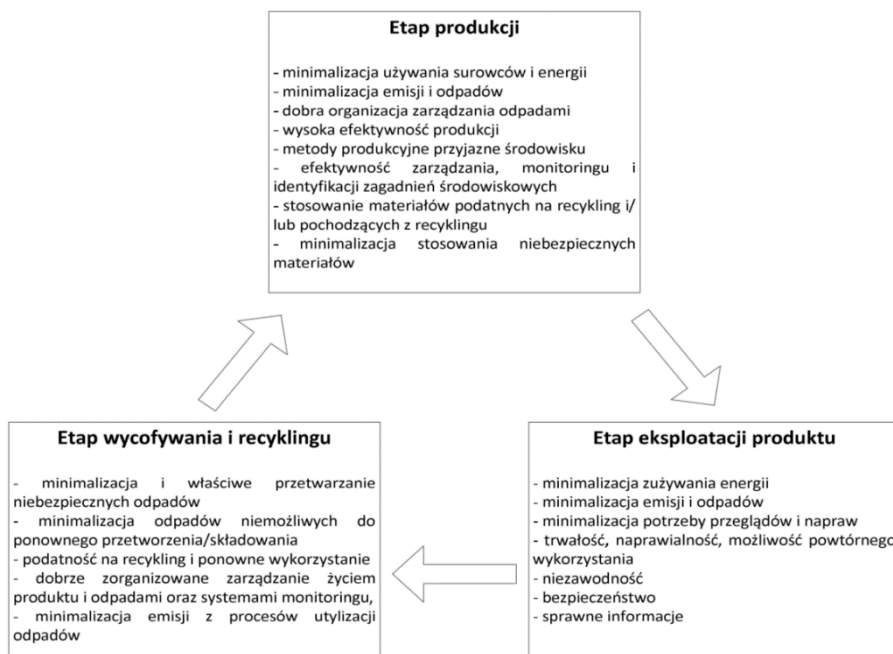 Etap produkcji
- minimalizacja używania surowców i energii
- minimalizacja emisji i odpadów
- dobra organizacja zarządzania odpadami
- wysoka efektywność produkcji
- metody produkcyjne przyjazne środowisku
- efektywność zarządzania, monitoringu i
identyfikacji zagadnień środowiskowych
- stosowanie materiałów podatnych na recykling i/
lub pochodzących z recyklingu
- minimalizacja stosowania niebezpiecznych
materiałów
Etap wycofywania i recyklingu
- minimalizacja i właściwe przetwarzanie
niebezpiecznych odpadów
- minimalizacja odpadów niemożliwych do
ponownego przetworzenia/składowania
- podatność na recykling i ponowne wykorzystanie
- dobrze zorganizowane zarządzanie życiem
produktu i odpadami oraz systemami monitoringu,
- minimalizacja emisji z procesów utylizacji
odpadów
Etap eksploatacji produktu
- minimalizacja zużywania energii
- minimalizacja emisji i odpadów
- minimalizacja potrzeby przeglądów i napraw
- trwałość, naprawialność, możliwość powtórnego
wykorzystania
- niezawodność
- bezpieczeństwo
- sprawne informacje